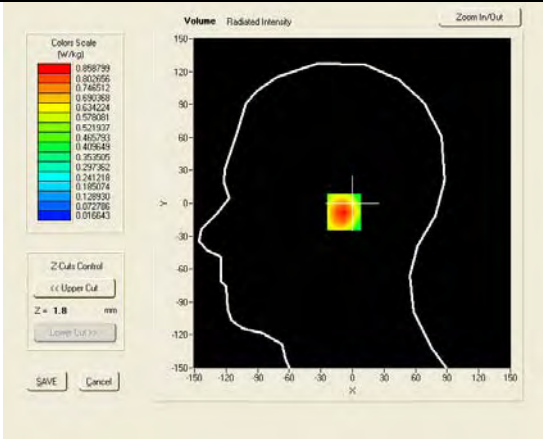 Volume Radiated Intensity
Zoom In/Out
Colors Scale
(W/kg)
0.858799
0.802656
0.746512
0.690368
0.634224
0.578081
0.521937
0.465793
0.409649
0.353505
0.297362
0.241218
0.185074
0.128930
0.072786
0.016643
150
120
90
60
30
0
-30
-60
-90
-120
-150
Y
-150 -120 -90 -60 -30 0 30 60 90 120 150
X
Z Cuts Control
<< Upper Cut
Z = 1.8 mm
Lower Cut >>
SAVE Cancel